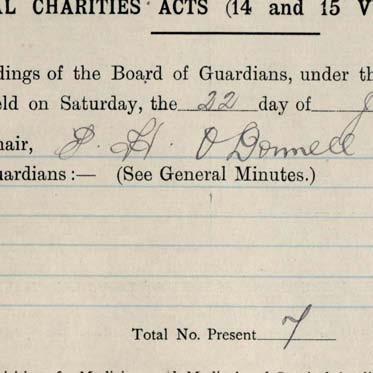 AL CHARITIES ACTS (14 and 15 V
dings of the Board of Guardians, under th
eld on Saturday, the 22 day of J
hair, P. H. O'Donnell
uardians :— (See General Minutes.)
Total No. Present 7